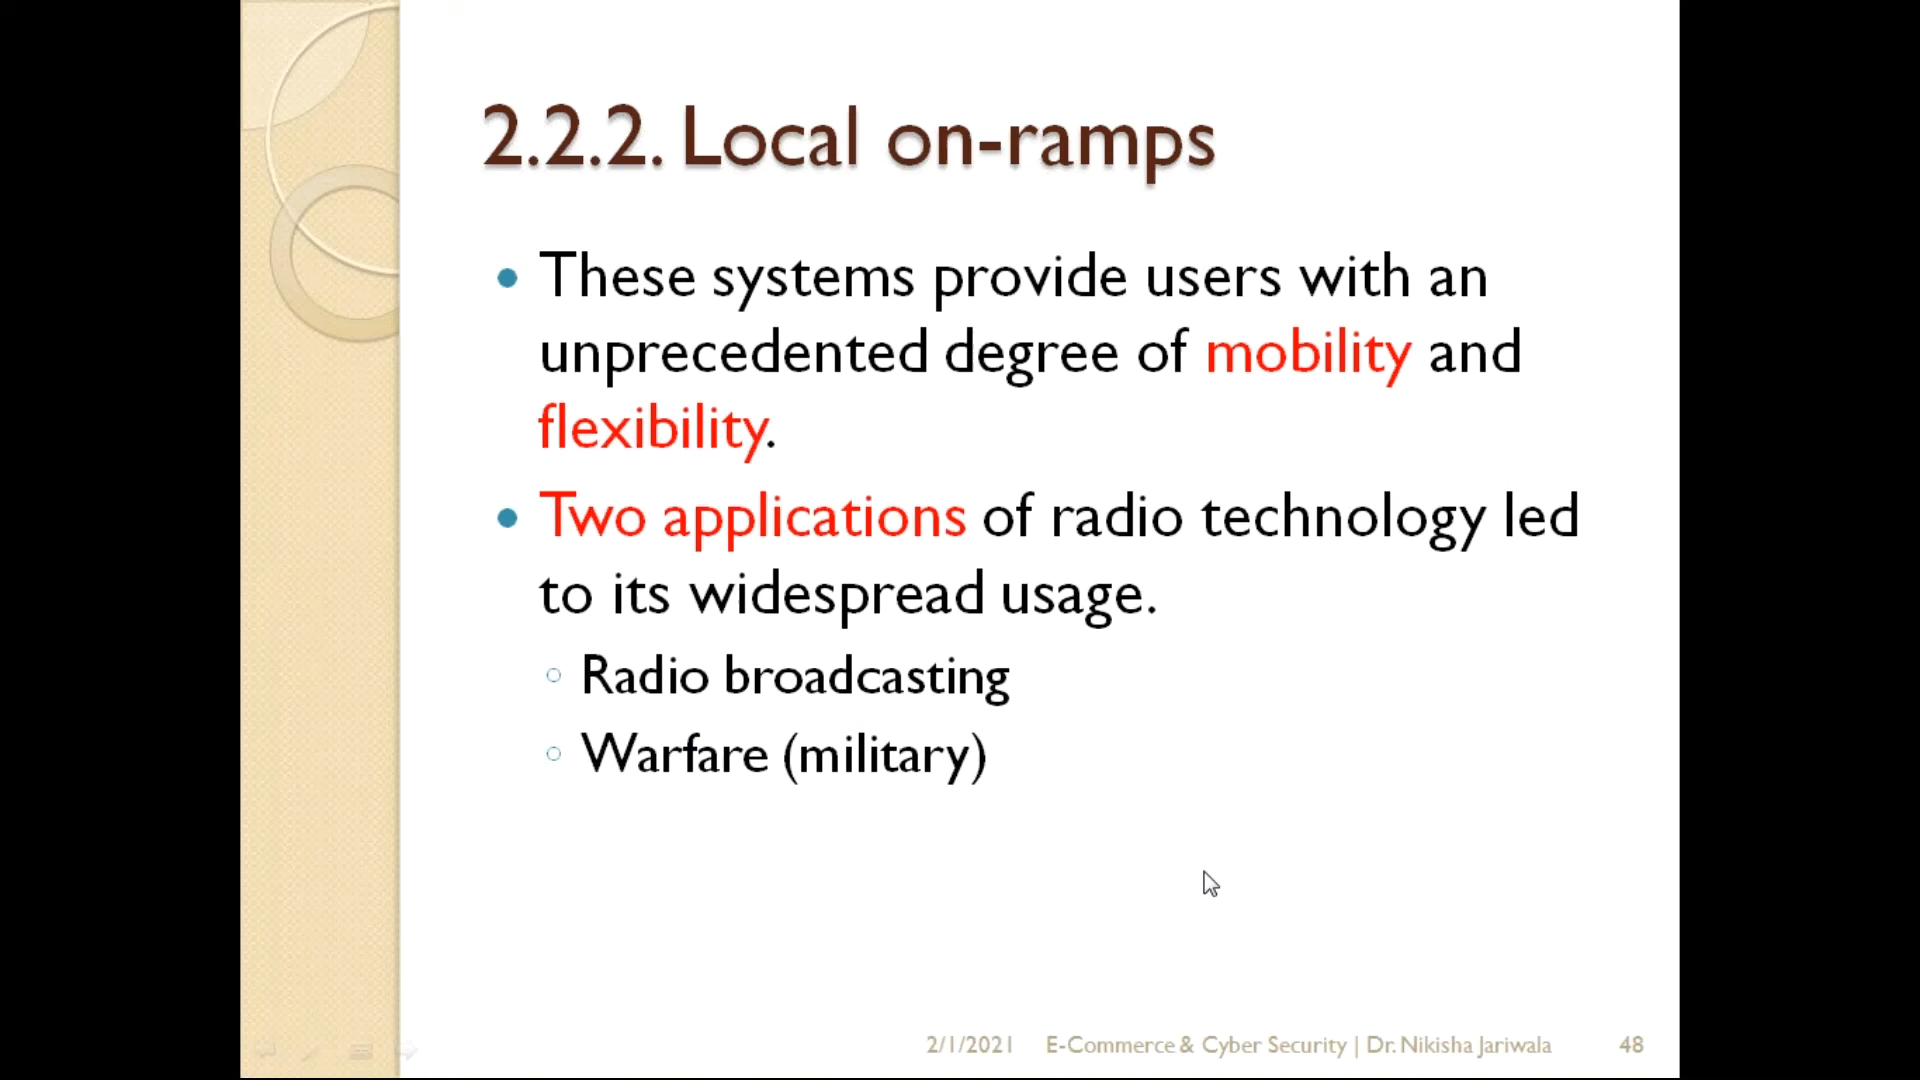 2.2.2. Local on-ramps
• These systems provide users with an
unprecedented degree of mobility and
flexibility.
• Two applications of radio technology led
to its widespread usage.
◦ Radio broadcasting
◦ Warfare (military)
2/1/2021 E-Commerce & Cyber Security | Dr. Nikisha Jariwala 48